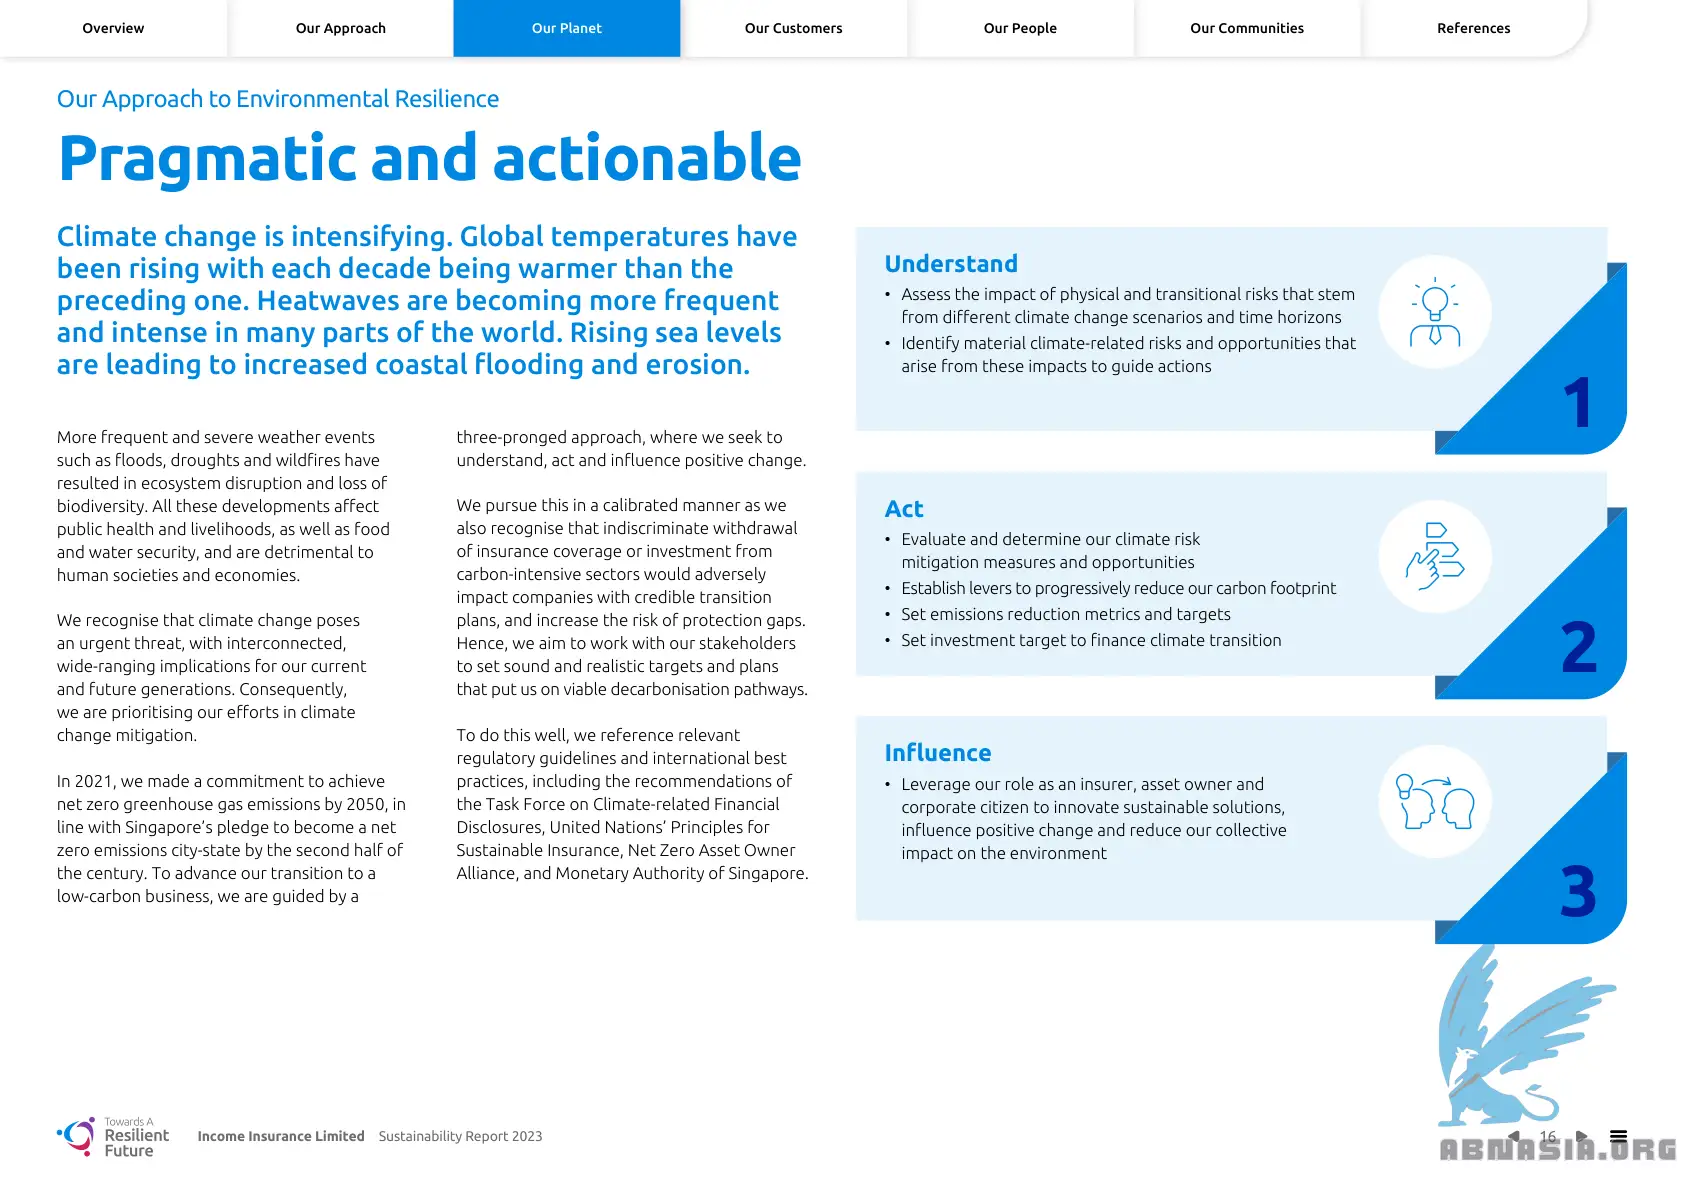 Overview
Our Approach
Our Planet
Our Customers
Our People
Our Communities
References
Our Approach to Environmental Resilience
Pragmatic and actionable
Climate change is intensifying. Global temperatures have
been rising with each decade being warmer than the
preceding one. Heatwaves are becoming more frequent
and intense in many parts of the world. Rising sea levels
are leading to increased coastal flooding and erosion.
More frequent and severe weather events
such as floods, droughts and wildfires have
resulted in ecosystem disruption and loss of
biodiversity. All these developments affect
public health and livelihoods, as well as food
and water security, and are detrimental to
human societies and economies.
We recognise that climate change poses
an urgent threat, with interconnected,
wide-ranging implications for our current
and future generations. Consequently,
we are prioritising our efforts in climate
change mitigation.
In 2021, we made a commitment to achieve
net zero greenhouse gas emissions by 2050, in
line with Singapore's pledge to become a net
zero emissions city-state by the second half of
the century. To advance our transition to a
low-carbon business, we are guided by a
three-pronged approach, where we seek to
understand, act and influence positive change.
We pursue this in a calibrated manner as we
also recognise that indiscriminate withdrawal
of insurance coverage or investment from
carbon-intensive sectors would adversely
impact companies with credible transition
plans, and increase the risk of protection gaps.
Hence, we aim to work with our stakeholders
to set sound and realistic targets and plans
that put us on viable decarbonisation pathways.
To do this well, we reference relevant
regulatory guidelines and international best
practices, including the recommendations of
the Task Force on Climate-related Financial
Disclosures, United Nations' Principles for
Sustainable Insurance, Net Zero Asset Owner
Alliance, and Monetary Authority of Singapore.
Understand
• Assess the impact of physical and transitional risks that stem
from different climate change scenarios and time horizons
• Identify material climate-related risks and opportunities that
arise from these impacts to guide actions
1
Act
• Evaluate and determine our climate risk
mitigation measures and opportunities
• Establish levers to progressively reduce our carbon footprint
• Set emissions reduction metrics and targets
• Set investment target to finance climate transition
2
Influence
• Leverage our role as an insurer, asset owner and
corporate citizen to innovate sustainable solutions,
influence positive change and reduce our collective
impact on the environment
3
Towards A
Resilient
Future
Income Insurance Limited Sustainability Report 2023
16
ABNASIA.ORG